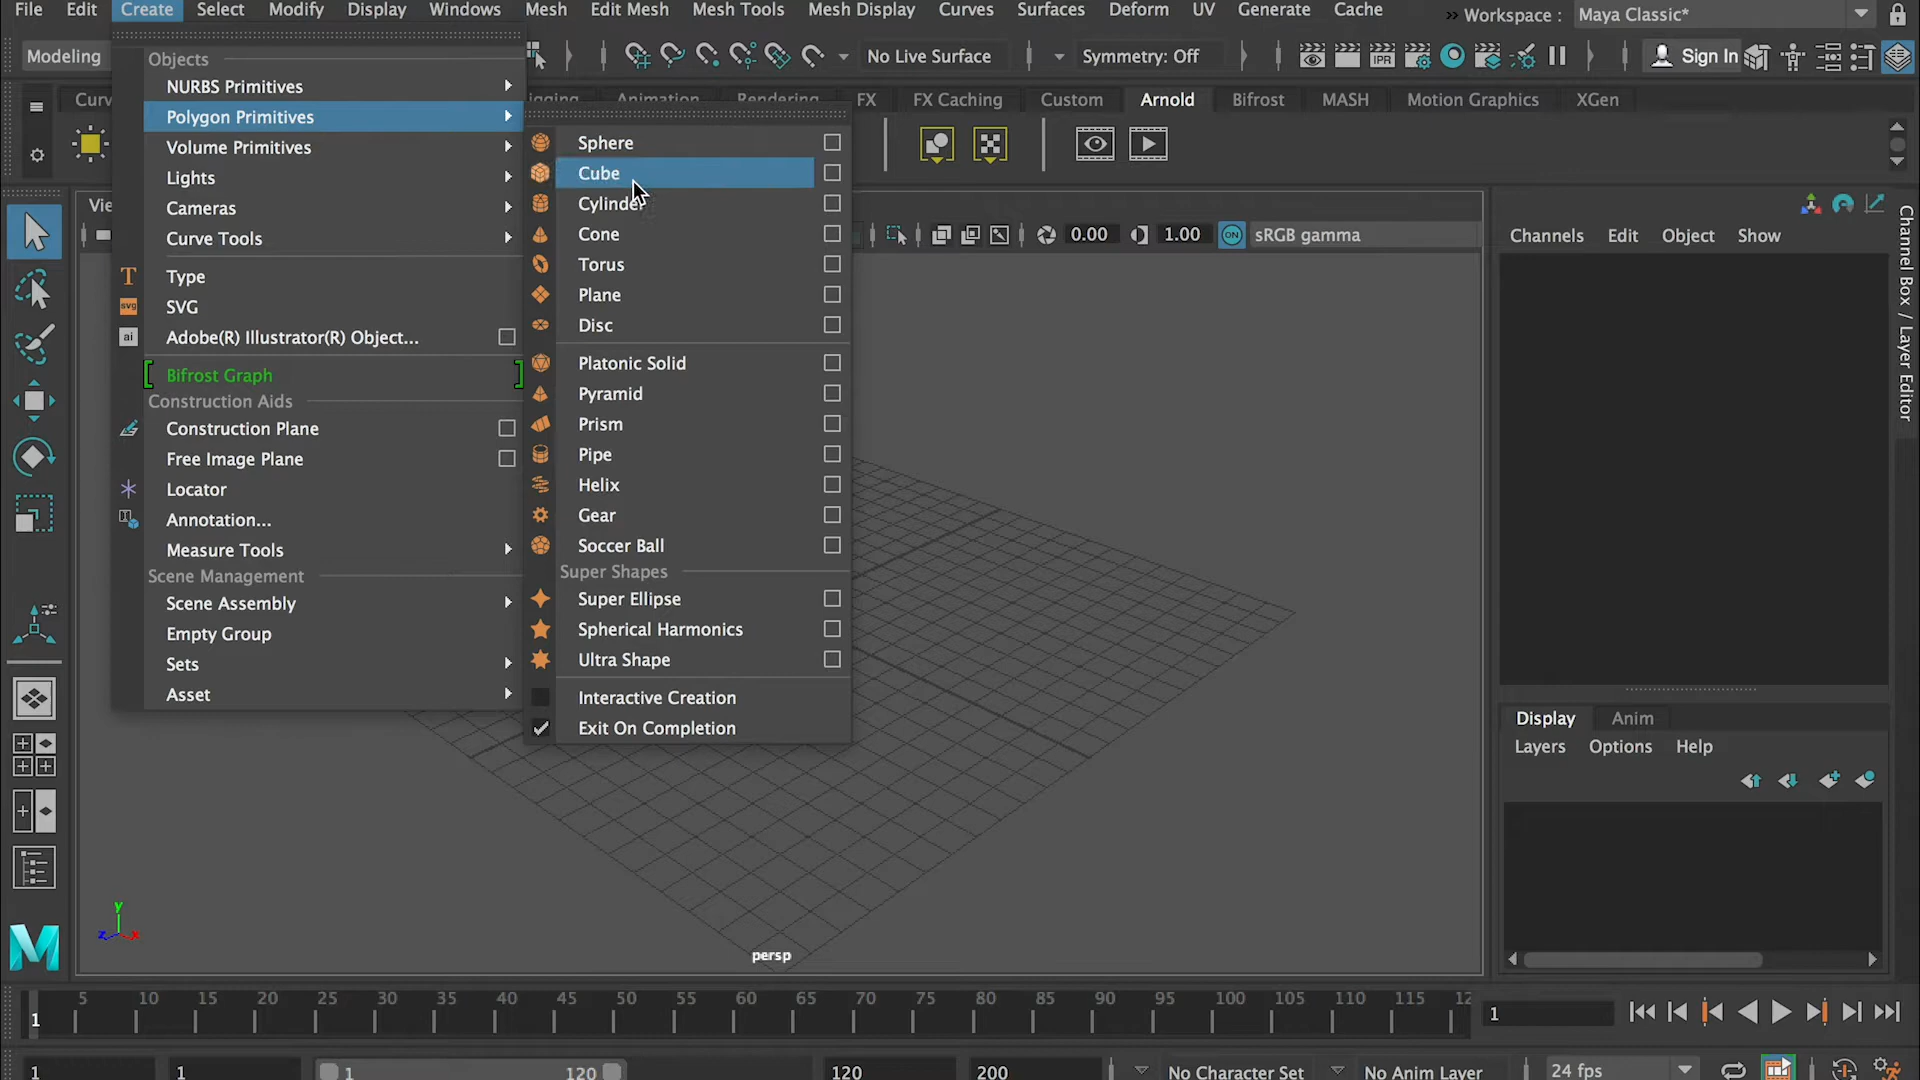 File Edit Create Select Modify Display Windows Mesh Edit Mesh Mesh Tools Mesh Display Curves Surfaces Deform UV Generate Cache » Workspace : Maya Classic*
Modeling No Live Surface Symmetry: Off IPR Sign In
Animation Rendering FX FX Caching Custom Arnold Bifrost MASH Motion Graphics XGen
Objects
NURBS Primitives
Polygon Primitives
Volume Primitives
Lights
Cameras
Curve Tools
T Type
svg SVG
ai Adobe(R) Illustrator(R) Object...
Bifrost Graph
Construction Aids
Construction Plane
Free Image Plane
Locator
Annotation...
Measure Tools
Scene Management
Scene Assembly
Empty Group
Sets
Asset
Sphere
Cube
Cylinder
Cone
Torus
Plane
Disc
Platonic Solid
Pyramid
Prism
Pipe
Helix
Gear
Soccer Ball
Super Shapes
Super Ellipse
Spherical Harmonics
Ultra Shape
Interactive Creation
Exit On Completion
0.00 1.00 ON sRGB gamma
Channels Edit Object Show
Channel Box / Layer Editor
Display Anim
Layers Options Help
y
z x
persp
M
5 10 15 20 25 30 35 40 45 50 55 60 65 70 75 80 85 90 95 100 105 110 115
1 1
1 1 1 120 120 200 No Character Set No Anim Layer 24 fps